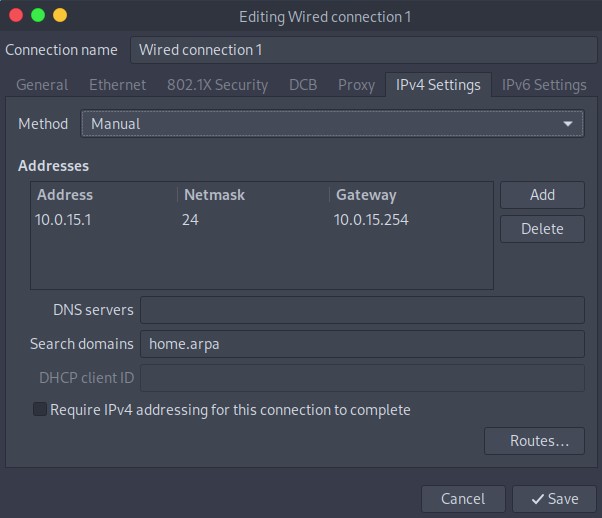 Editing Wired connection 1
Connection name Wired connection 1
General Ethernet 802.1X Security DCB Proxy IPv4 Settings IPv6 Settings
Method Manual
Addresses
Address Netmask Gateway
10.0.15.1 24 10.0.15.254
Add
Delete
DNS servers
Search domains home.arpa
DHCP client ID
Require IPv4 addressing for this connection to complete
Routes...
Cancel Save